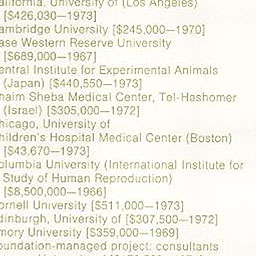 alifornia, University of (Los Angeles)
[$426,030—1973]
ambridge University [$245,000—1970]
ase Western Reserve University
[$689,000—1967]
entral Institute for Experimental Animals
(Japan) [$440,550—1973]
haim Sheba Medical Center, Tel-Hashomer
(Israel) [$305,000—1972]
hicago, University of
hildren's Hospital Medical Center (Boston)
[$43,670—1973]
olumbia University (International Institute for
Study of Human Reproduction)
[$8,500,000—1966]
ornell University [$511,000—1973]
dinburgh, University of [$307,500—1972]
mory University [$359,000—1969]
oundation-managed project: consultants